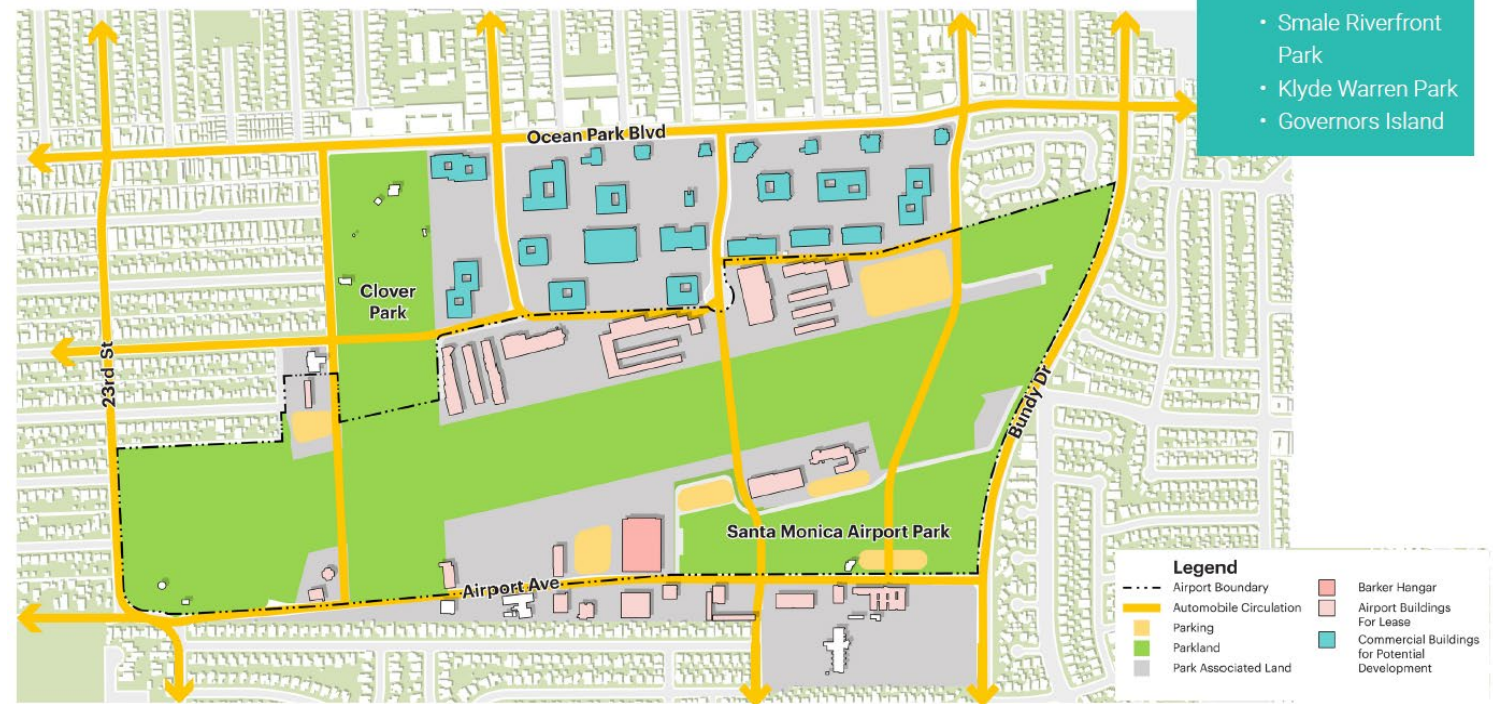 • Smale Riverfront
Park
• Klyde Warren Park
• Governors Island
Ocean Park Blvd
Clover
Park
23rd St
Bundy Dr
Santa Monica Airport Park
Airport Ave
Legend
Airport Boundary
Automobile Circulation
Parking
Parkland
Park Associated Land
Barker Hangar
Airport Buildings
For Lease
Commercial Buildings
for Potential
Development